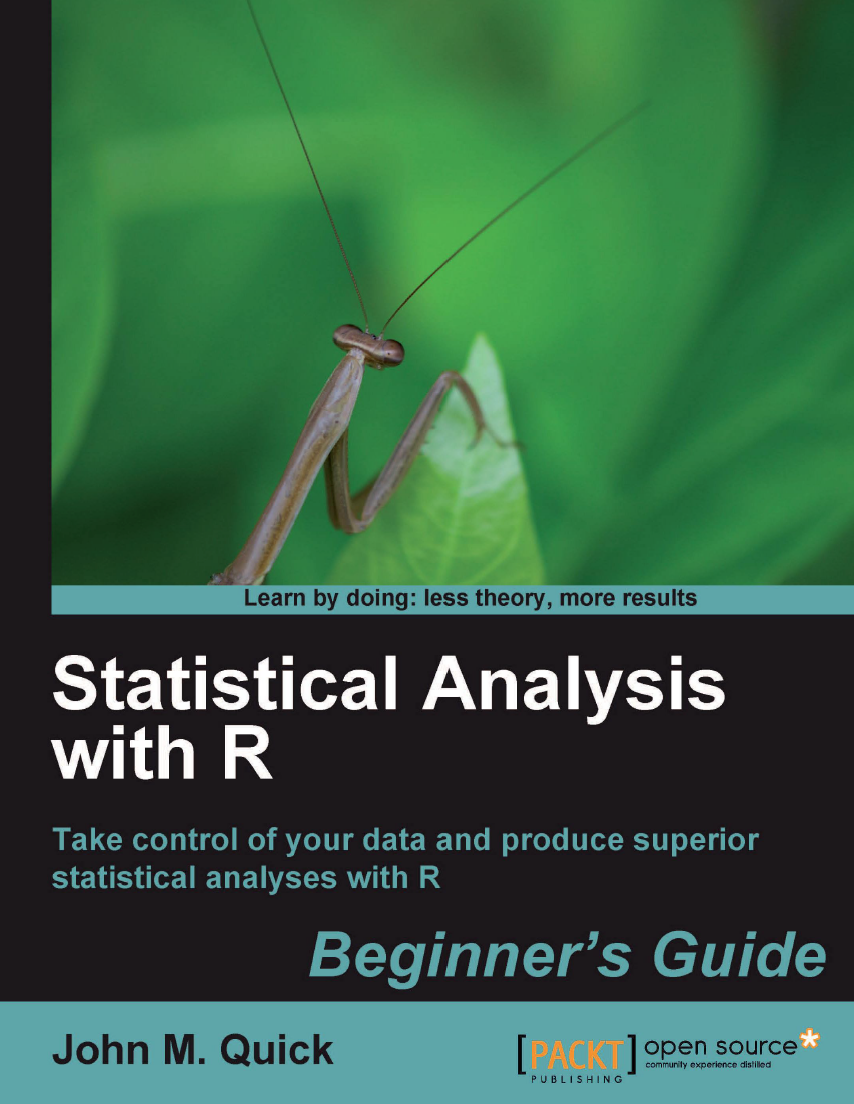 Learn by doing: less theory, more results
Statistical Analysis
with R
Take control of your data and produce superior
statistical analyses with R
Beginner's Guide
John M. Quick
[PACKT] open source*
PUBLISHING community experience distilled